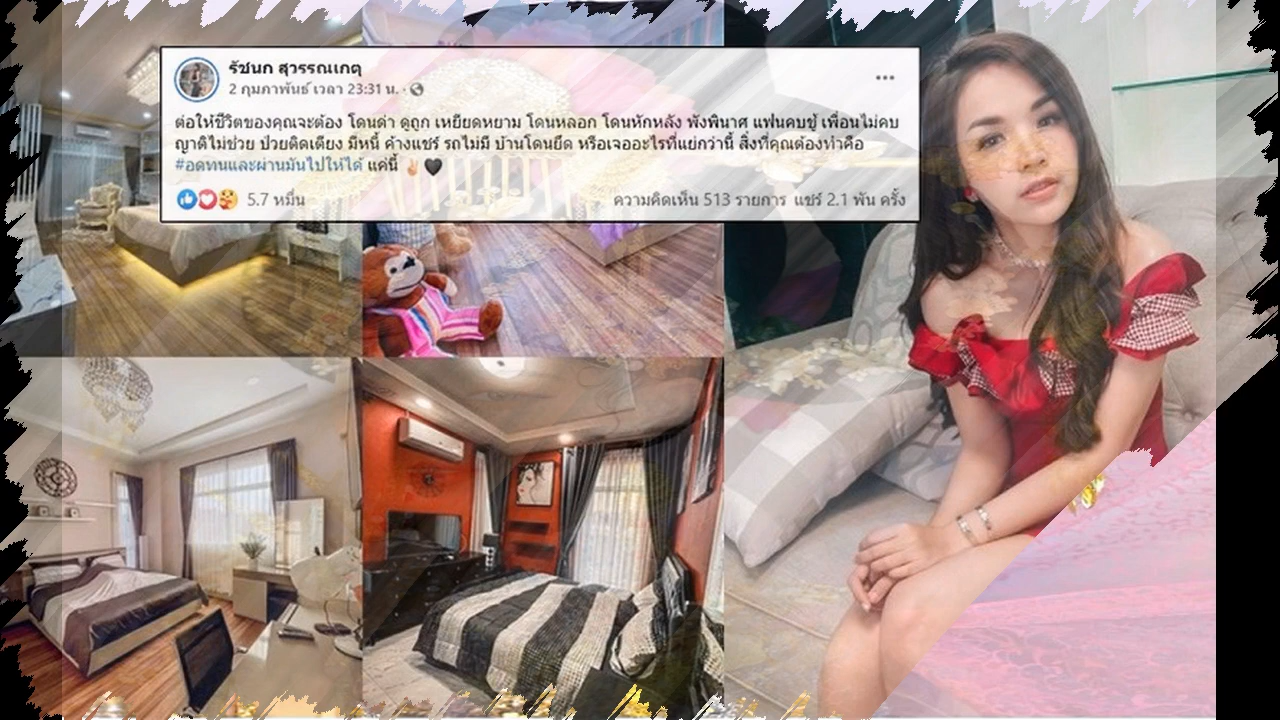 รัชนก สุวรรณเกตุ
2 กุมภาพันธ์ เวลา 23:31 น. ·
ต่อให้ชีวิตของคุณจะต้อง โดนด่า ดูถูก เหยียดหยาม โดนหลอก โดนหักหลัง พังพินาศ แฟนคบชู้ เพื่อนไม่คบ
ญาติไม่ช่วย ป่วยติดเตียง มีหนี้ ค้างแชร์ รถไม่มี บ้านโดนยึด หรือเจออะไรที่แย่กว่านี้ สิ่งที่คุณต้องทำคือ
#อดทนและผ่านมันไปให้ได้ แค่นี้ ✌🏻🖤
5.7 หมื่น ความคิดเห็น 513 รายการ แชร์ 2.1 พัน ครั้ง